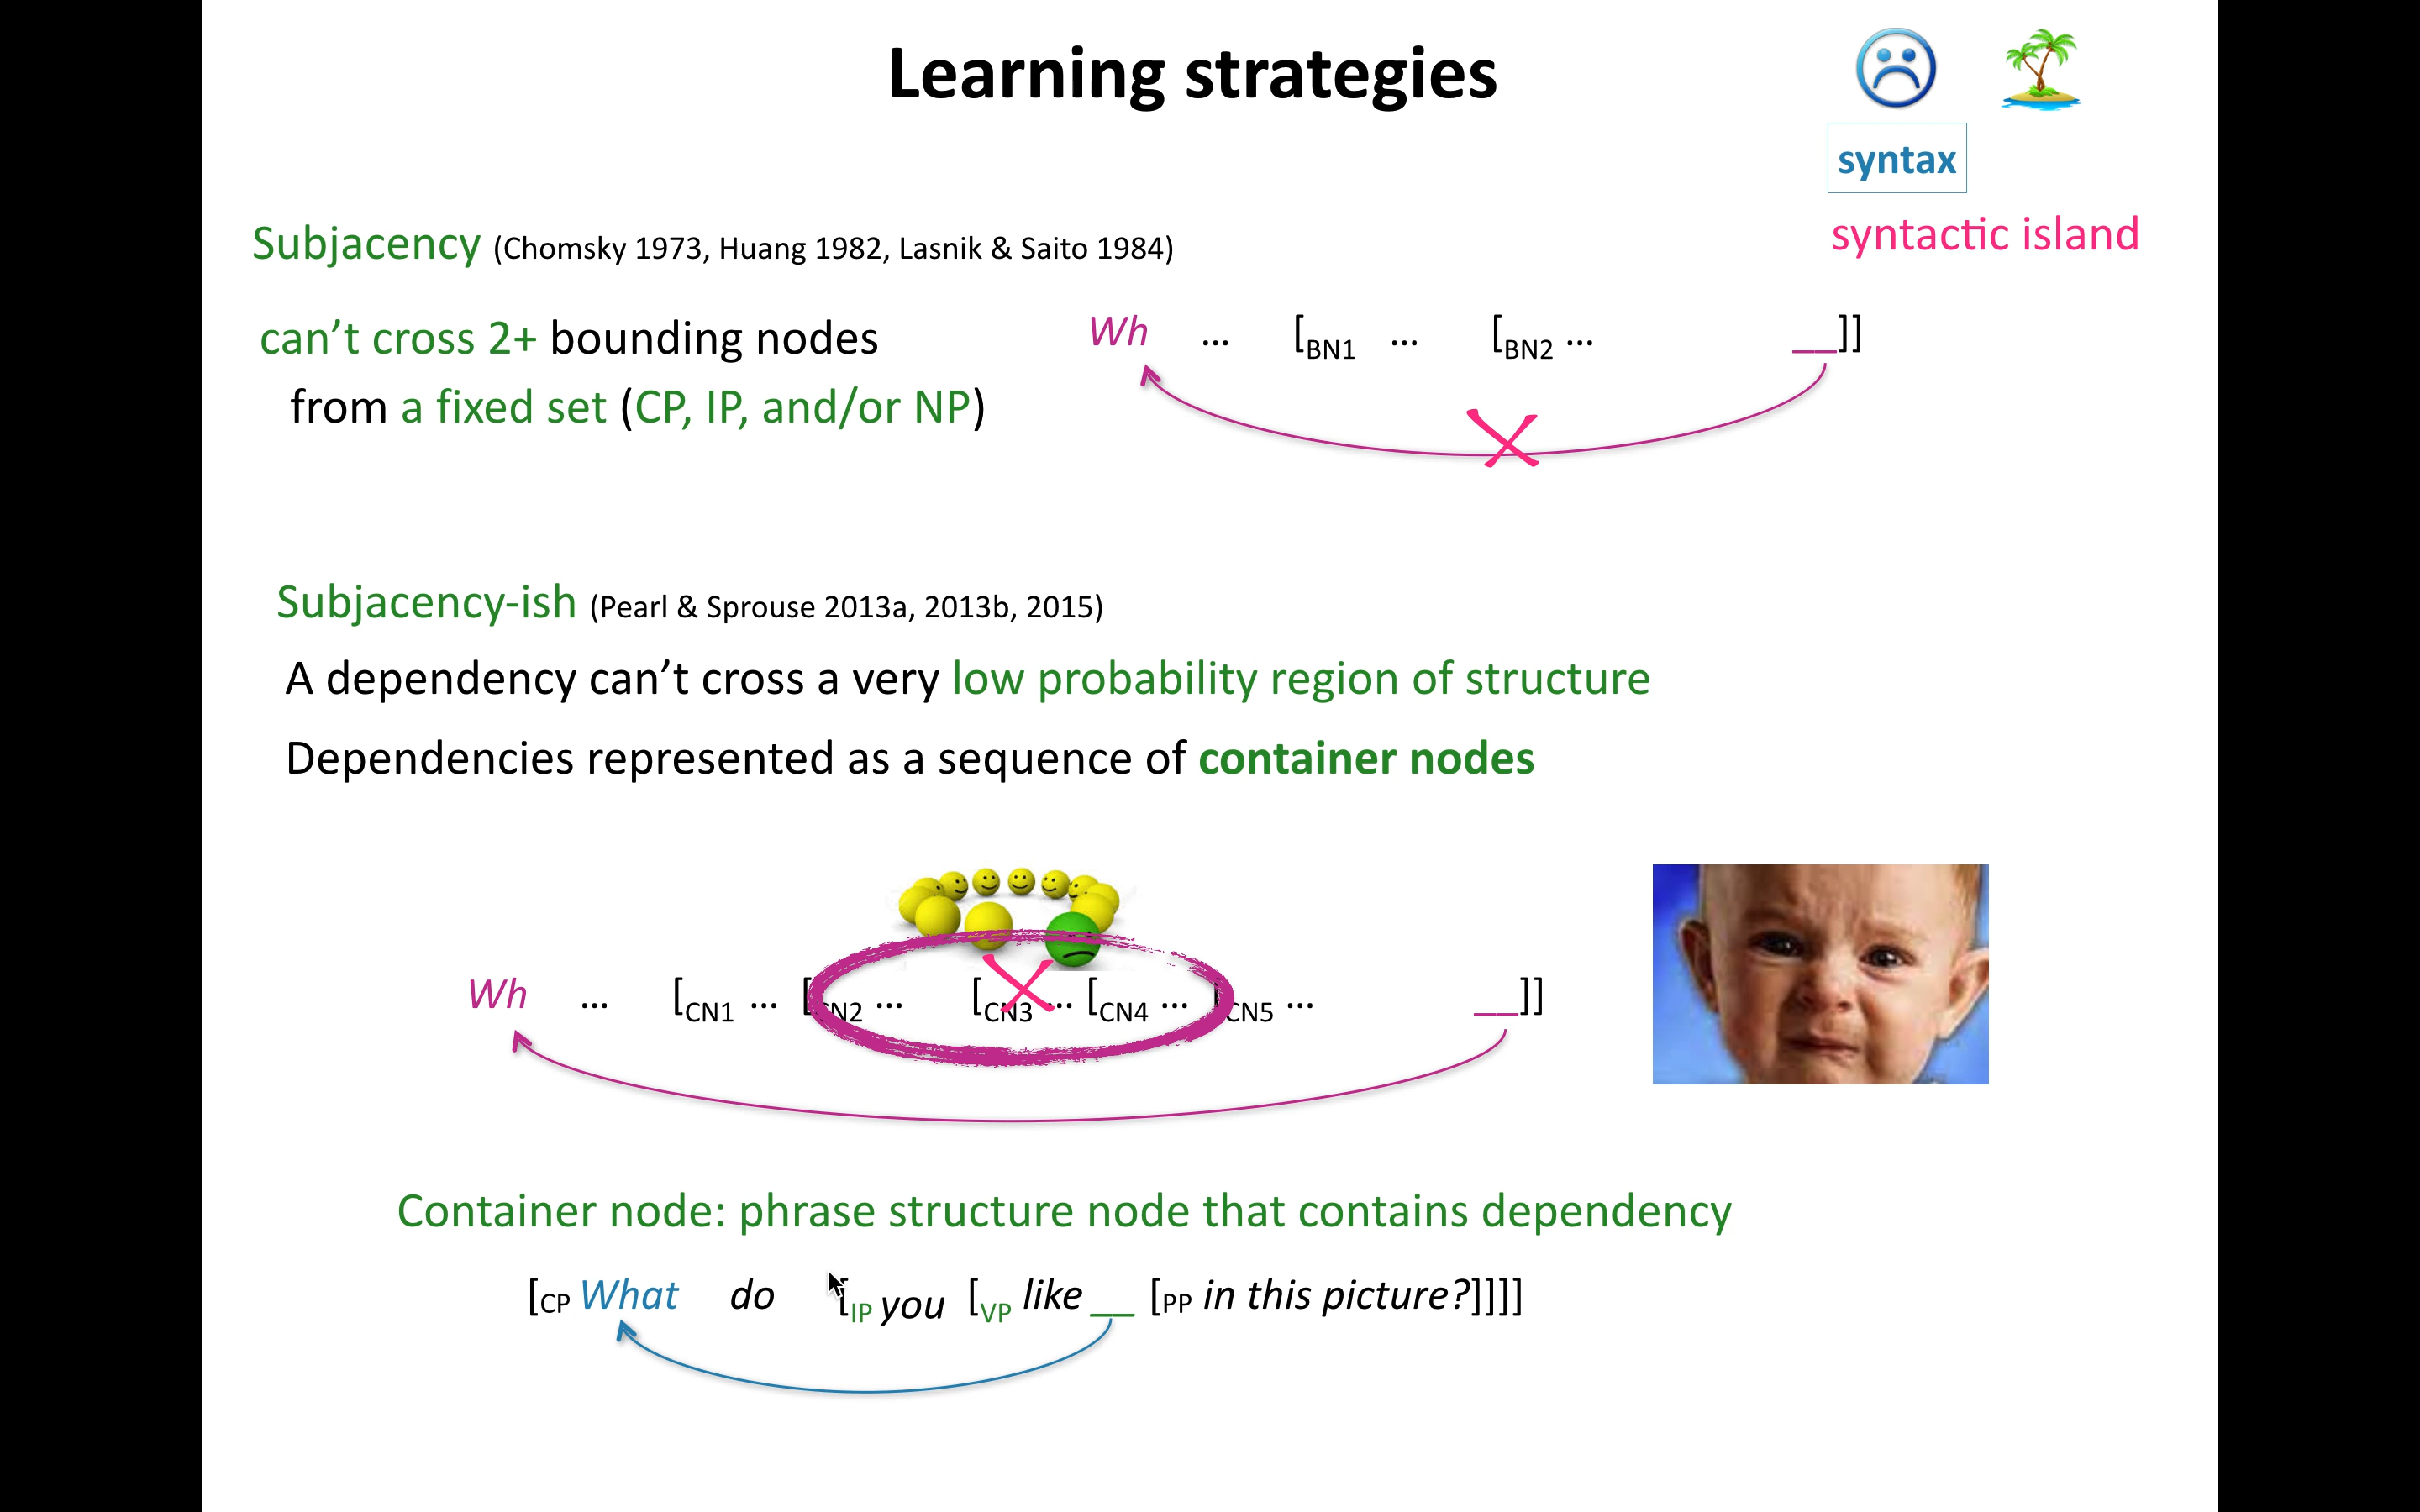 Learning strategies
syntax
syntactic island
Subjacency (Chomsky 1973, Huang 1982, Lasnik & Saito 1984)
can't cross 2+ bounding nodes
from a fixed set (CP, IP, and/or NP)
Wh ... [BN1 ... [BN2 ... __]]
Subjacency-ish (Pearl & Sprouse 2013a, 2013b, 2015)
A dependency can't cross a very low probability region of structure
Dependencies represented as a sequence of container nodes
Wh ... [CN1 ... [CN2 ... [CN3 ... [CN4 ... [CN5 ... __]]
Container node: phrase structure node that contains dependency
[CP What do [IP you [VP like __ [PP in this picture?]]]]